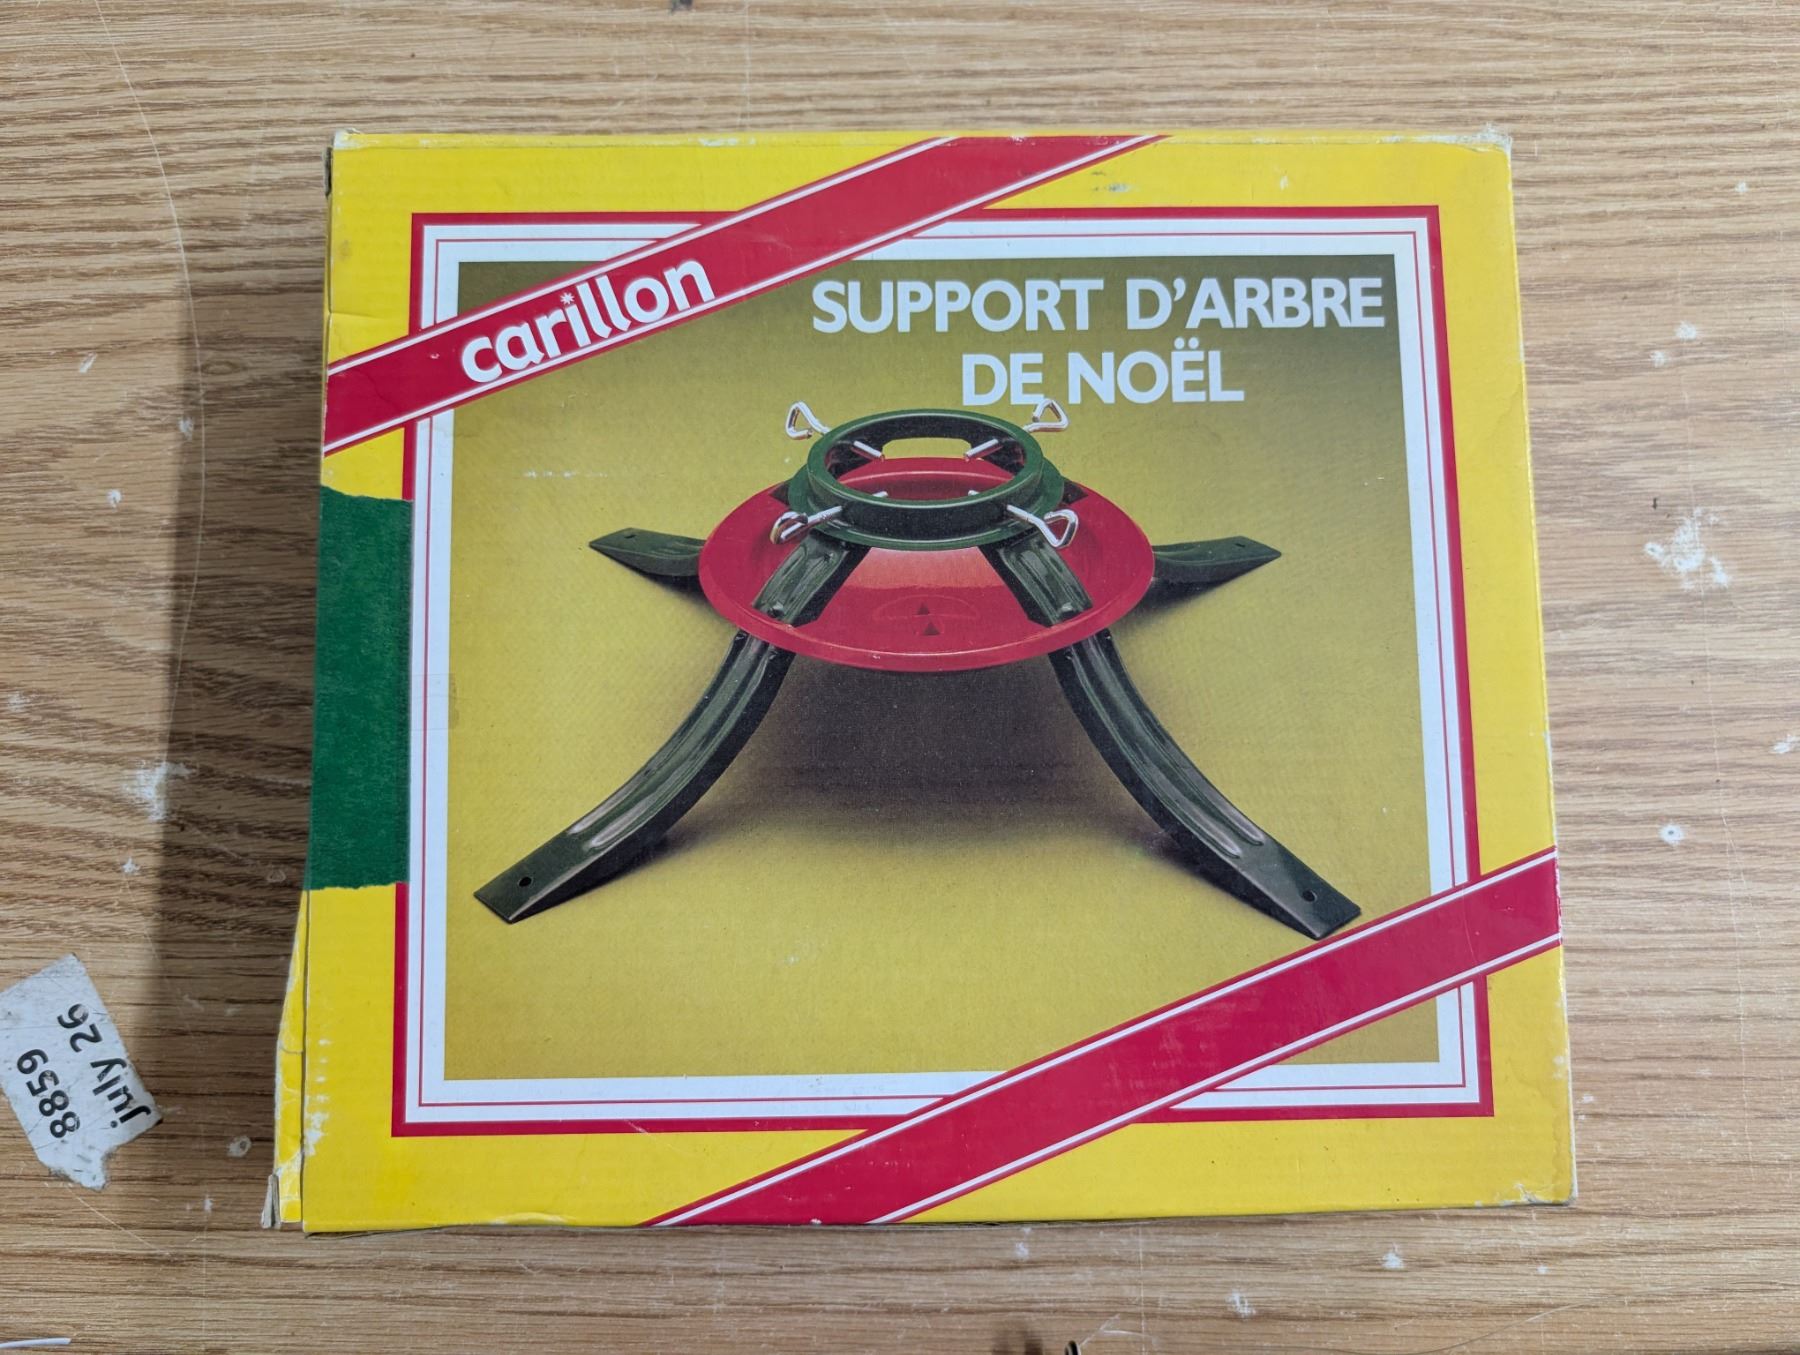 carillon
SUPPORT D'ARBRE
DE NOËL
8859
july 26